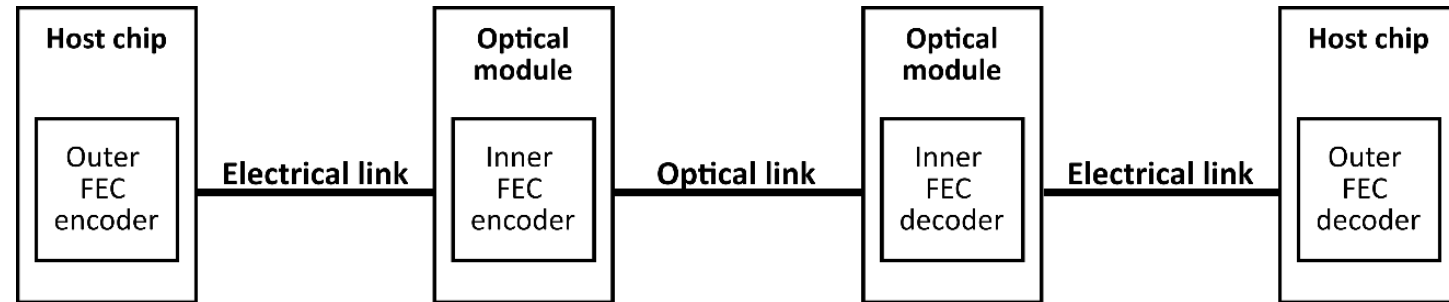 Host chip
Outer
FEC
encoder
Electrical link
Optical
module
Inner
FEC
encoder
Optical link
Optical
module
Inner
FEC
decoder
Electrical link
Host chip
Outer
FEC
decoder